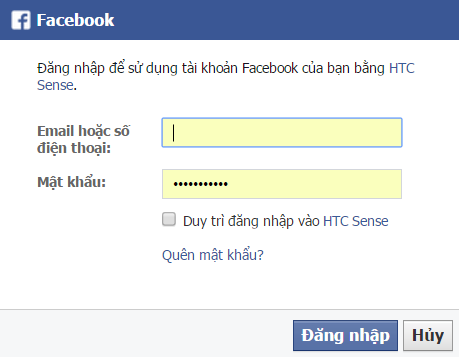 Facebook
Đăng nhập để sử dụng tài khoản Facebook của bạn bằng HTC
Sense.
Email hoặc số
điện thoại:
Mật khẩu:
•••••••••••
Duy trì đăng nhập vào HTC Sense
Quên mật khẩu?
Đăng nhập Hủy